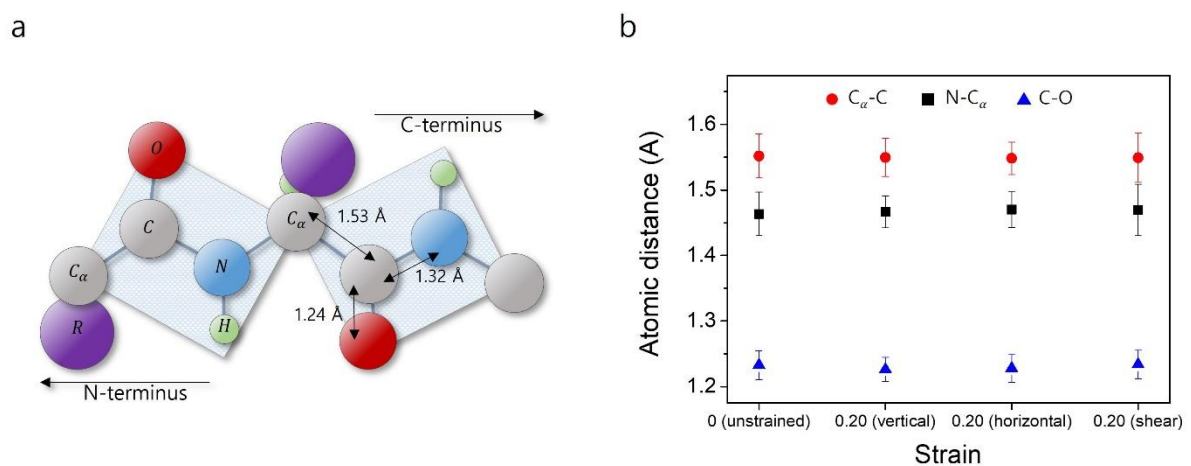 a
C-terminus
O
C
Cα
1.53 Å
Cα
N
1.32 Å
1.24 Å
R
H
N-terminus
b
Cα-C N-Cα C-O
Atomic distance (A)
1.6
1.5
1.4
1.3
1.2
0 (unstrained) 0.20 (vertical) 0.20 (horizontal) 0.20 (shear)
Strain